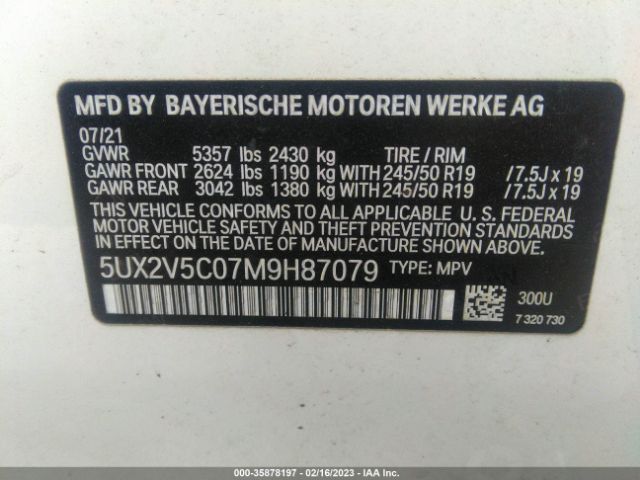 MFD BY BAYERISCHE MOTOREN WERKE AG
07/21
GVWR 5357 lbs 2430 kg TIRE / RIM
GAWR FRONT 2624 lbs 1190 kg WITH 245/50 R19 /7.5J x 19
GAWR REAR 3042 lbs 1380 kg WITH 245/50 R19 /7.5J x 19
THIS VEHICLE CONFORMS TO ALL APPLICABLE U. S. FEDERAL
MOTOR VEHICLE SAFETY AND THEFT PREVENTION
STANDARDS IN EFFECT ON THE DATE OF MANUFACTURE
SHOWN ABOVE.
5UX2V5C07M9H87079 TYPE: MPV
300U
7 320 730
000-35878197 - 02/16/2023 - IAA Inc.